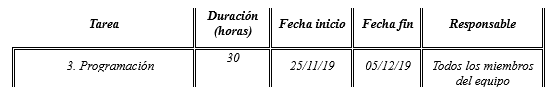 Tarea Duración (horas) Fecha inicio Fecha fin Responsable
3. Programación 30 25/11/19 05/12/19 Todos los miembros del equipo